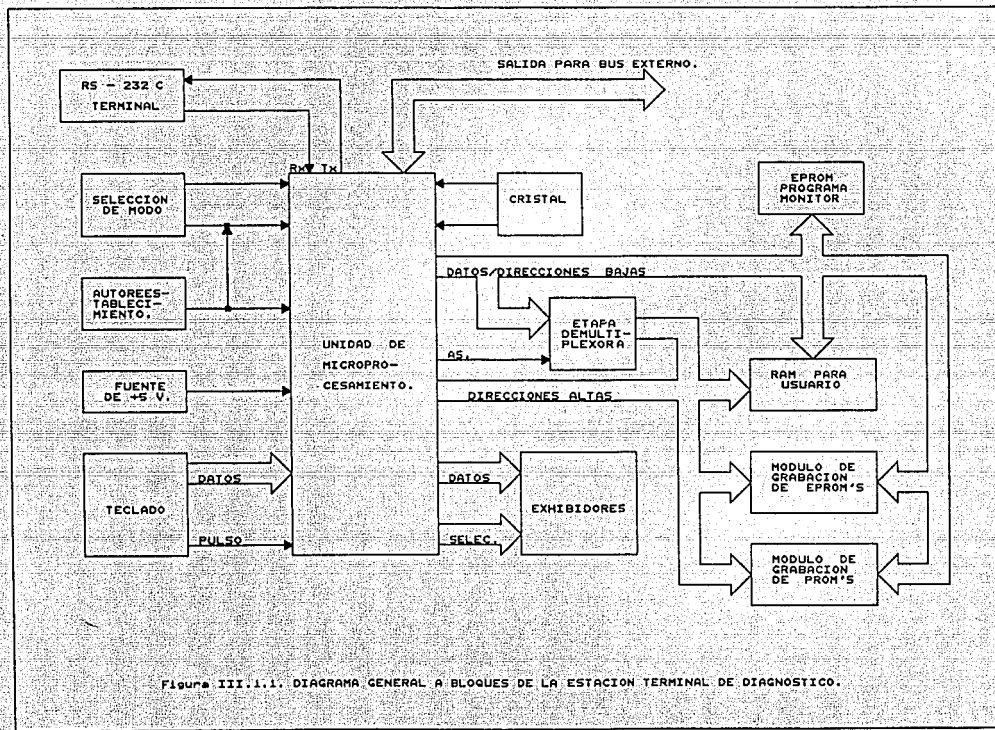 SALIDA PARA BUS EXTERNO.
RS - 232 C
TERMINAL
Rx Tx
SELECCION
DE MODO
CRISTAL
EPROM
PROGRAMA
MONITOR
DATOS/DIRECCIONES BAJAS
AUTOREES-
TABLECI-
MIENTO.
ETAPA
DEMULTI-
PLEXORA
UNIDAD DE
MICROPRO-
CESAMIENTO.
AS.
RAM PARA
USUARIO
FUENTE
DE +5 V.
DIRECCIONES ALTAS
TECLADO
DATOS
PULSO
DATOS
SELEC.
EXHIBIDORES
MODULO DE
GRABACION
DE EPROM'S
MODULO DE
GRABACION
DE PROM'S
Figura III.1.1. DIAGRAMA GENERAL A BLOQUES DE LA ESTACION TERMINAL DE DIAGNOSTICO.